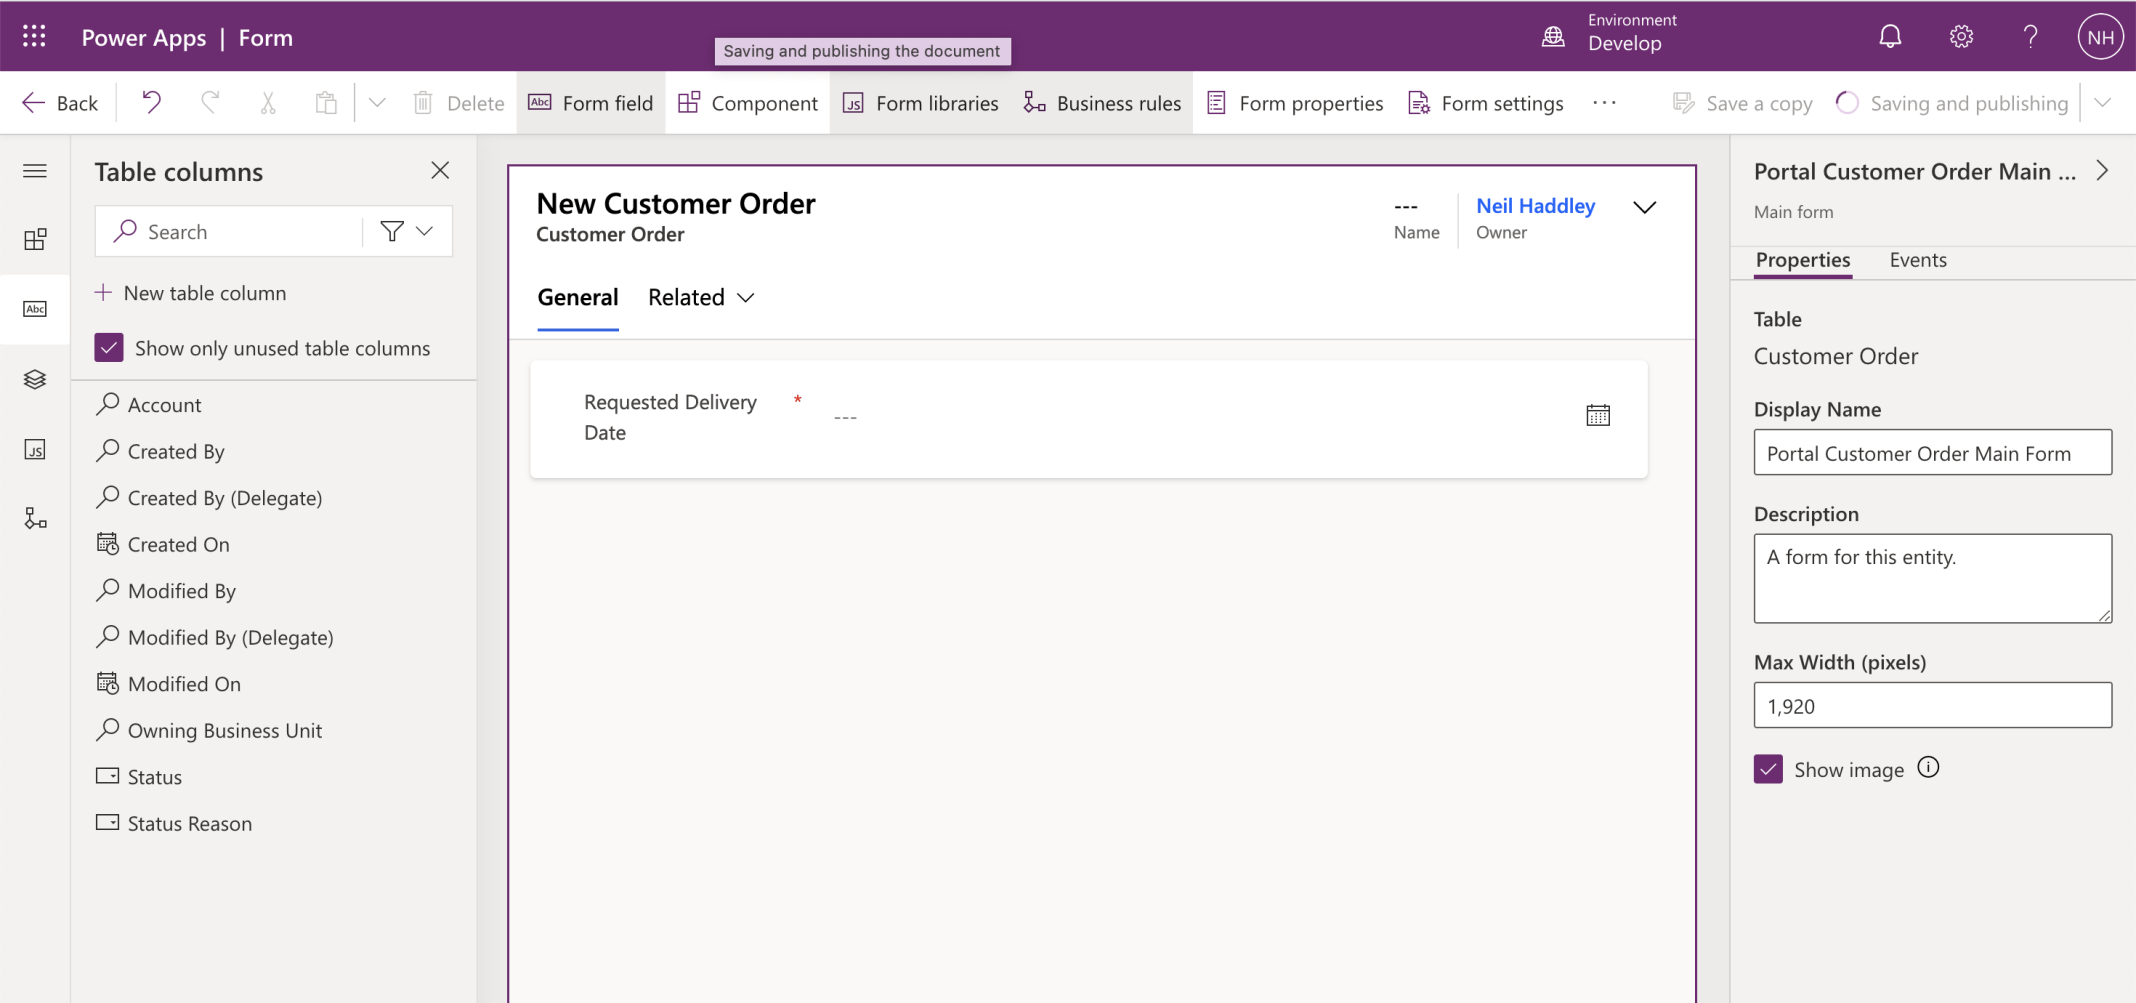 Power Apps | Form
Saving and publishing the document
Environment
Develop
NH
Back
Delete
Abc Form field
Component
JS Form libraries
Business rules
Form properties
Form settings
...
Save a copy
Saving and publishing
Table columns
Search
New table column
Show only unused table columns
Abc
JS
Account
Created By
Created By (Delegate)
Created On
Modified By
Modified By (Delegate)
Modified On
Owning Business Unit
Status
Status Reason
New Customer Order
Customer Order
---
Name
Neil Haddley
Owner
General
Related
Requested Delivery *
Date
---
Portal Customer Order Main ...
Main form
Properties
Events
Table
Customer Order
Display Name
Portal Customer Order Main Form
Description
A form for this entity.
Max Width (pixels)
1,920
Show image